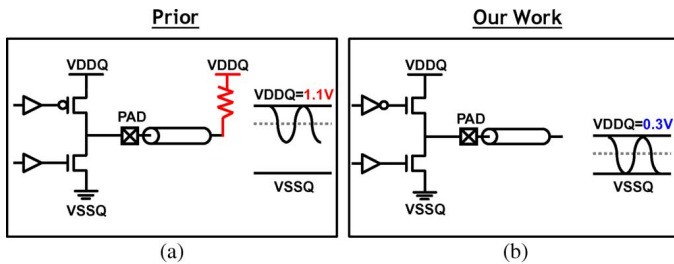 Prior
VDDQ
VDDQ
PAD
VDDQ=1.1V
VSSQ
VSSQ
(a)
Our Work
VDDQ
PAD
VDDQ=0.3V
VSSQ
VSSQ
(b)